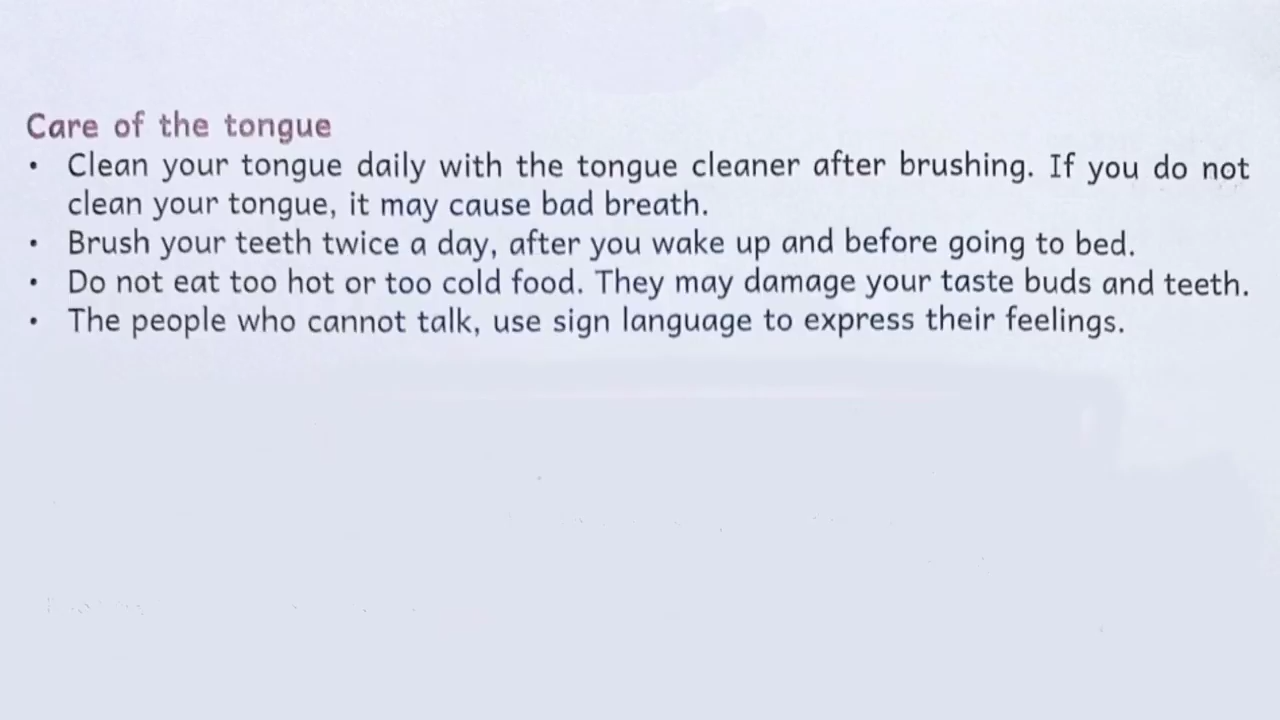 Care of the tongue
• Clean your tongue daily with the tongue cleaner after brushing. If you do not
clean your tongue, it may cause bad breath.
• Brush your teeth twice a day, after you wake up and before going to bed.
• Do not eat too hot or too cold food. They may damage your taste buds and teeth.
• The people who cannot talk, use sign language to express their feelings.